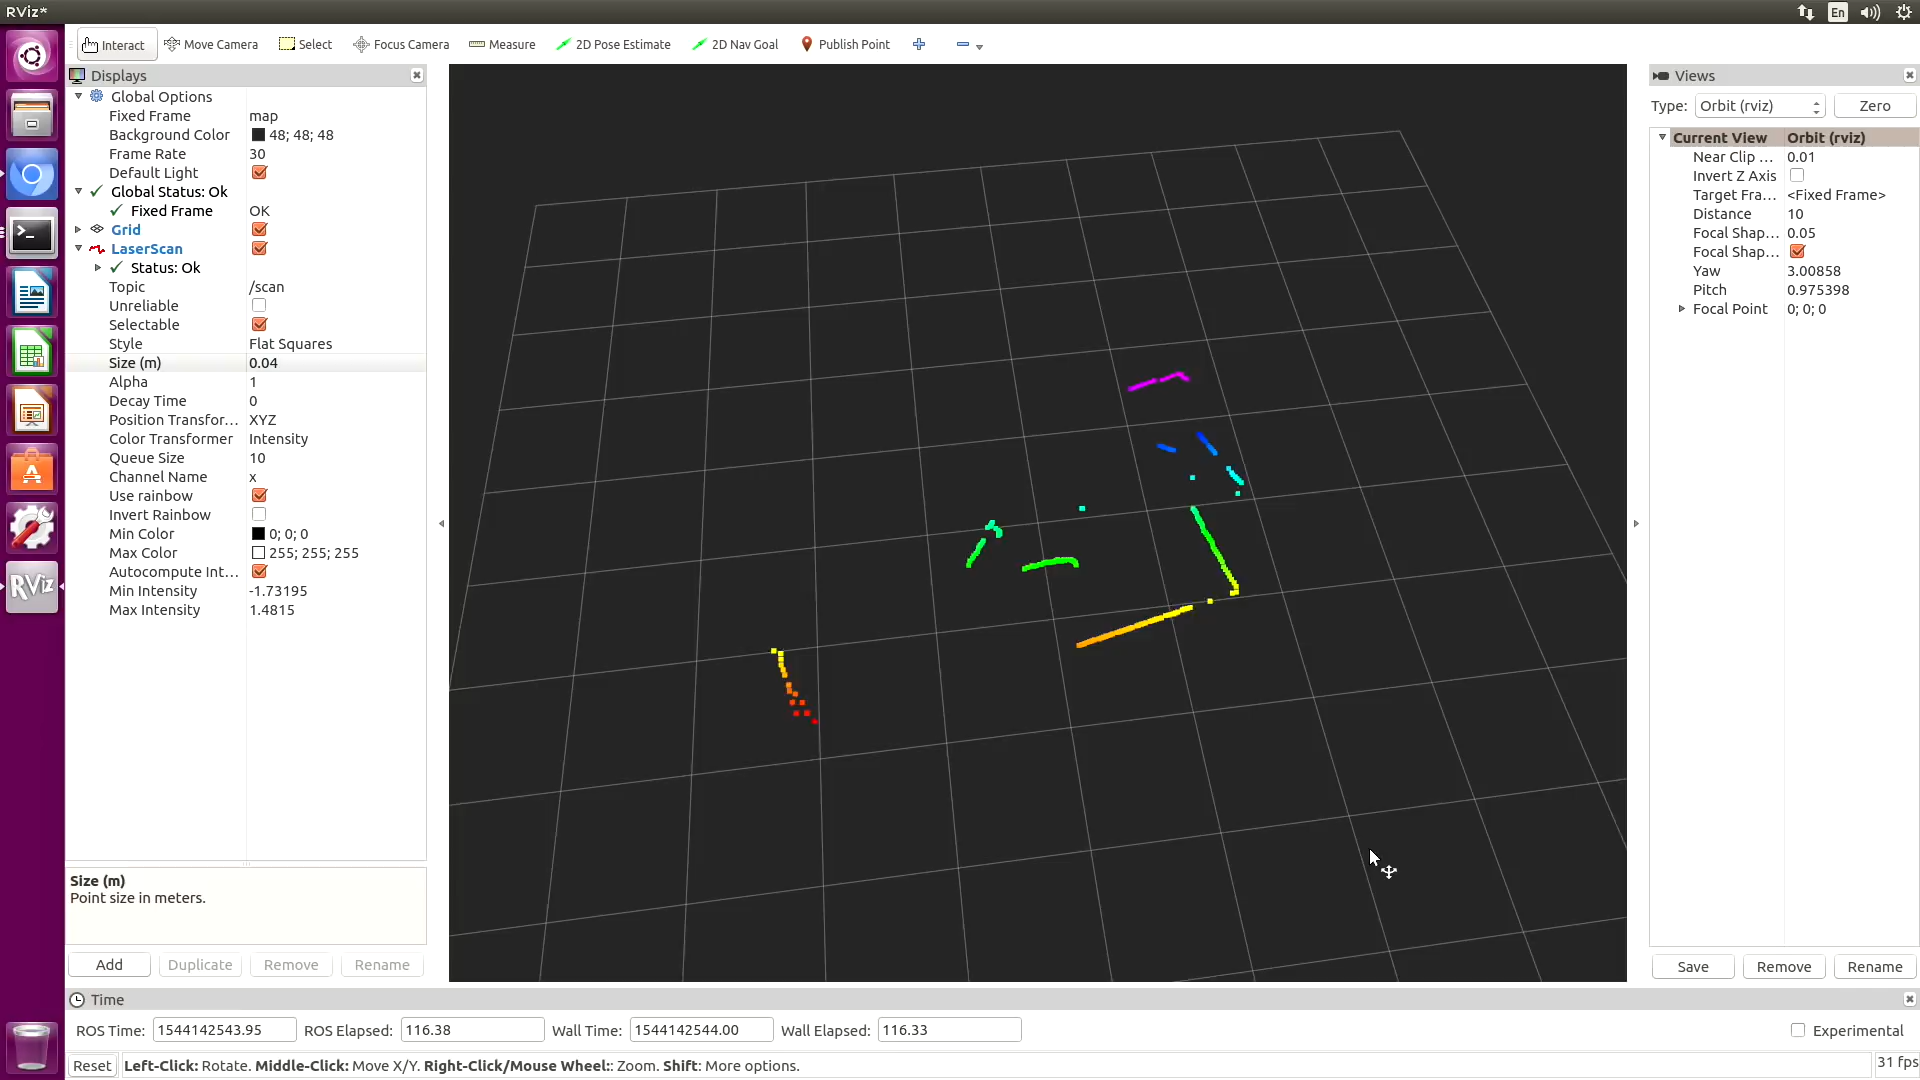 RViz*
En
Interact
Move Camera
Select
Focus Camera
Measure
2D Pose Estimate
2D Nav Goal
Publish Point
Displays
Global Options
Fixed Frame map
Background Color 48; 48; 48
Frame Rate 30
Default Light
Global Status: Ok
Fixed Frame OK
Grid
LaserScan
Status: Ok
Topic /scan
Unreliable
Selectable
Style Flat Squares
Size (m) 0.04
Alpha 1
Decay Time 0
Position Transfor... XYZ
Color Transformer Intensity
Queue Size 10
Channel Name x
Use rainbow
Invert Rainbow
Min Color 0; 0; 0
Max Color 255; 255; 255
Autocompute Int...
Min Intensity -1.73195
Max Intensity 1.4815
Size (m)
Point size in meters.
Add Duplicate Remove Rename
Views
Type: Orbit (rviz) Zero
Current View Orbit (rviz)
Near Clip ... 0.01
Invert Z Axis
Target Fra... <Fixed Frame>
Distance 10
Focal Shap... 0.05
Focal Shap...
Yaw 3.00858
Pitch 0.975398
Focal Point 0; 0; 0
Save Remove Rename
RViz
Time
ROS Time: 1544142543.95 ROS Elapsed: 116.38 Wall Time: 1544142544.00 Wall Elapsed: 116.33 Experimental
Reset Left-Click: Rotate. Middle-Click: Move X/Y. Right-Click/Mouse Wheel:: Zoom. Shift: More options. 31 fps